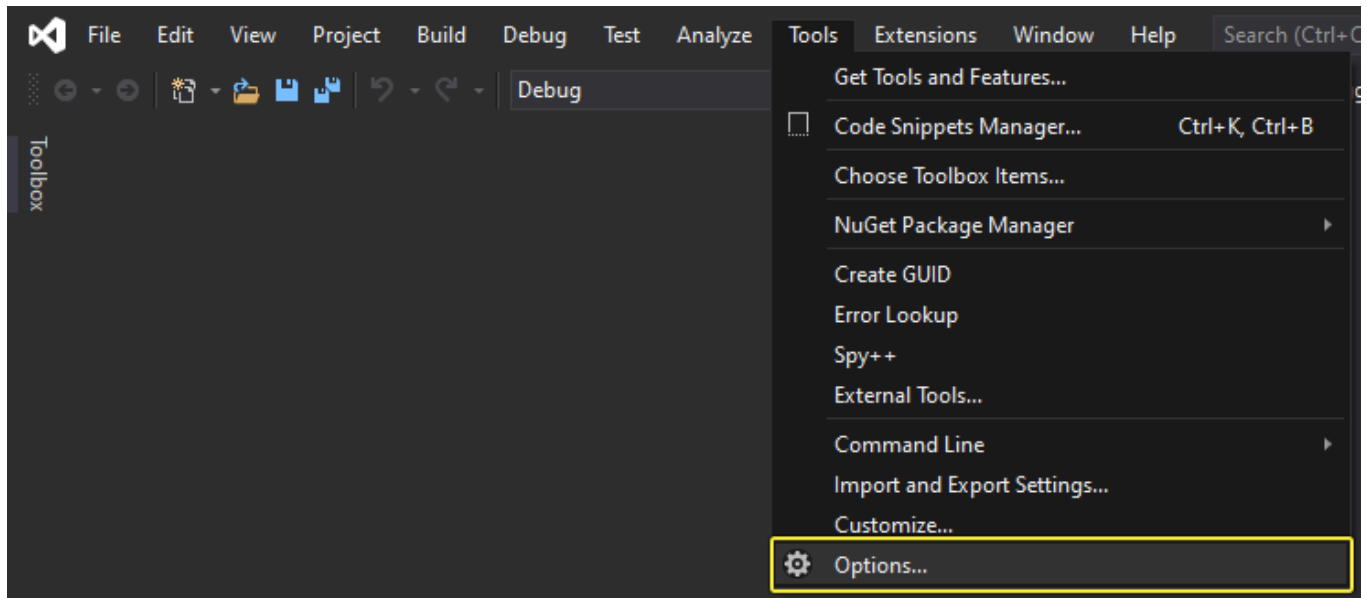 File Edit View Project Build Debug Test Analyze Tools Extensions Window Help Search (Ctrl+
Debug
Toolbox
Get Tools and Features...
Code Snippets Manager... Ctrl+K, Ctrl+B
Choose Toolbox Items...
NuGet Package Manager
Create GUID
Error Lookup
Spy++
External Tools...
Command Line
Import and Export Settings...
Customize...
Options...